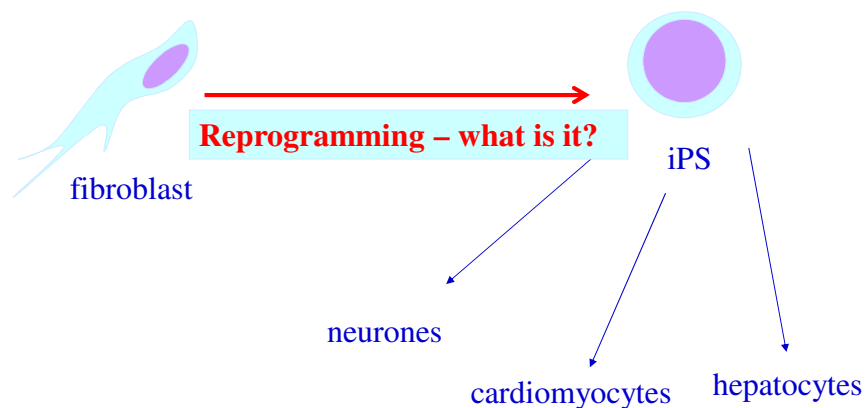 Reprogramming – what is it?
iPS
fibroblast
neurones
cardiomyocytes
hepatocytes